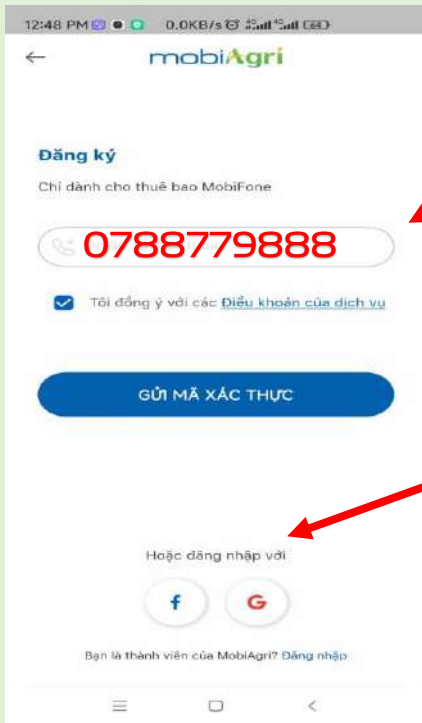 12:48 PM 0.0KB/s
mobiAgri
Đăng ký
Chỉ dành cho thuê bao MobiFone
0788779888
Tôi đồng ý với các Điều khoản của dịch vụ
GỬI MÃ XÁC THỰC
Hoặc đăng nhập với
f G
Bạn là thành viên của MobiAgri? Đăng nhập